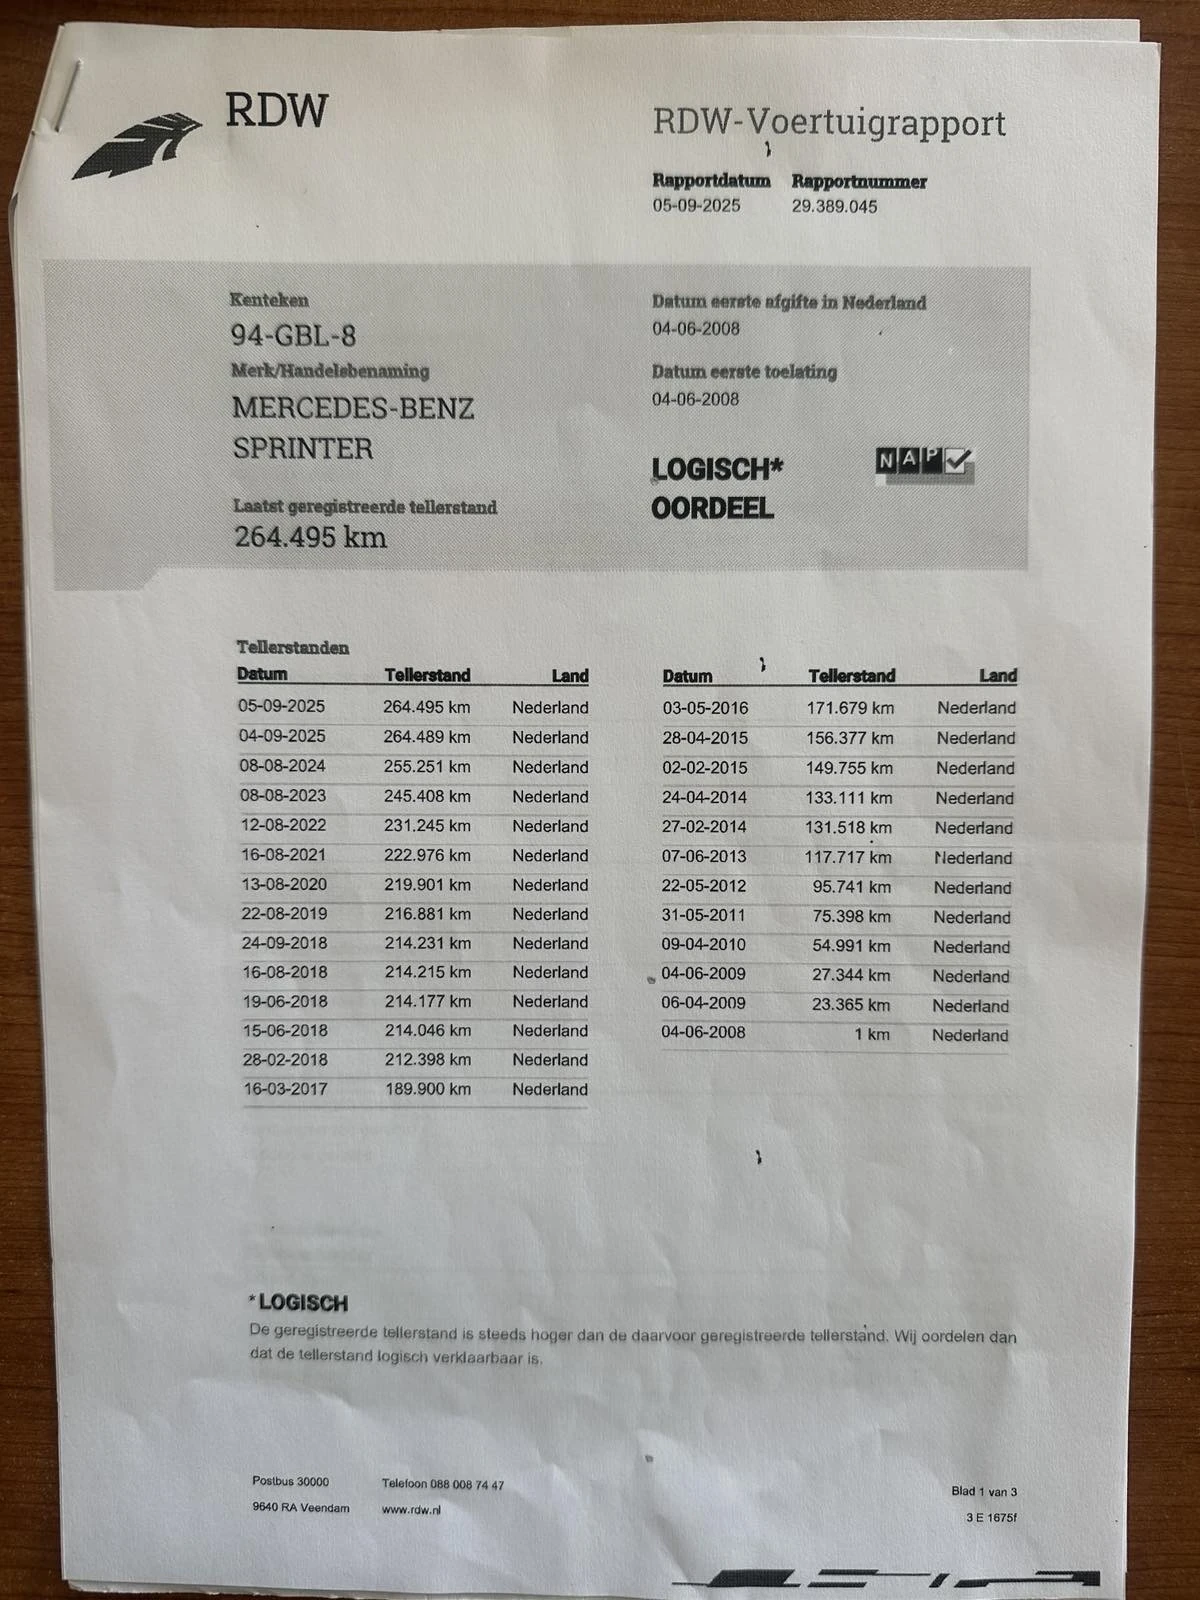 RDW
RDW-Voertuigrapport
Rapportdatum Rapportnummer
05-09-2025 29.389.045
Kenteken
94-GBL-8
Merk/Handelsbenaming
MERCEDES-BENZ
SPRINTER
Laatst geregistreerde tellerstand
264.495 km
Datum eerste afgifte in Nederland
04-06-2008
Datum eerste toelating
04-06-2008
LOGISCH*
OORDEEL
NAP
Tellerstanden
Datum Tellerstand Land
05-09-2025 264.495 km Nederland
04-09-2025 264.489 km Nederland
08-08-2024 255.251 km Nederland
08-08-2023 245.408 km Nederland
12-08-2022 231.245 km Nederland
16-08-2021 222.976 km Nederland
13-08-2020 219.901 km Nederland
22-08-2019 216.881 km Nederland
24-09-2018 214.231 km Nederland
16-08-2018 214.215 km Nederland
19-06-2018 214.177 km Nederland
15-06-2018 214.046 km Nederland
28-02-2018 212.398 km Nederland
16-03-2017 189.900 km Nederland
Datum Tellerstand Land
03-05-2016 171.679 km Nederland
28-04-2015 156.377 km Nederland
02-02-2015 149.755 km Nederland
24-04-2014 133.111 km Nederland
27-02-2014 131.518 km Nederland
07-06-2013 117.717 km Nederland
22-05-2012 95.741 km Nederland
31-05-2011 75.398 km Nederland
09-04-2010 54.991 km Nederland
04-06-2009 27.344 km Nederland
06-04-2009 23.365 km Nederland
04-06-2008 1 km Nederland
*LOGISCH
De geregistreerde tellerstand is steeds hoger dan de daarvoor geregistreerde tellerstand. Wij oordelen dan
dat de tellerstand logisch verklaarbaar is.
Postbus 30000 Telefoon 088 008 74 47
9640 RA Veendam www.rdw.nl
Blad 1 van 3
3 E 1675f